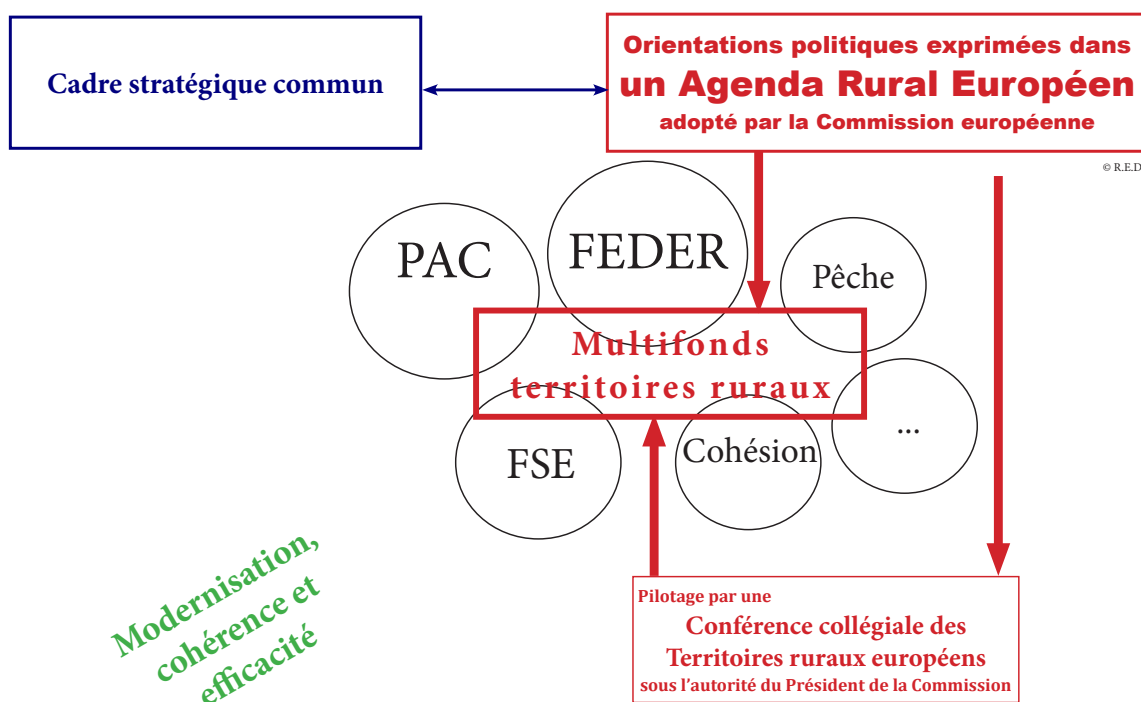 Cadre stratégique commun
Orientations politiques exprimées dans
un Agenda Rural Européen
adopté par la Commission européenne
© R.E.D
PAC
FEDER
Pêche
Multifonds
territoires ruraux
FSE
Cohésion
...
Modernisation,
cohérence et
efficacité
Pilotage par une
Conférence collégiale des
Territoires ruraux européens
sous l'autorité du Président de la Commission